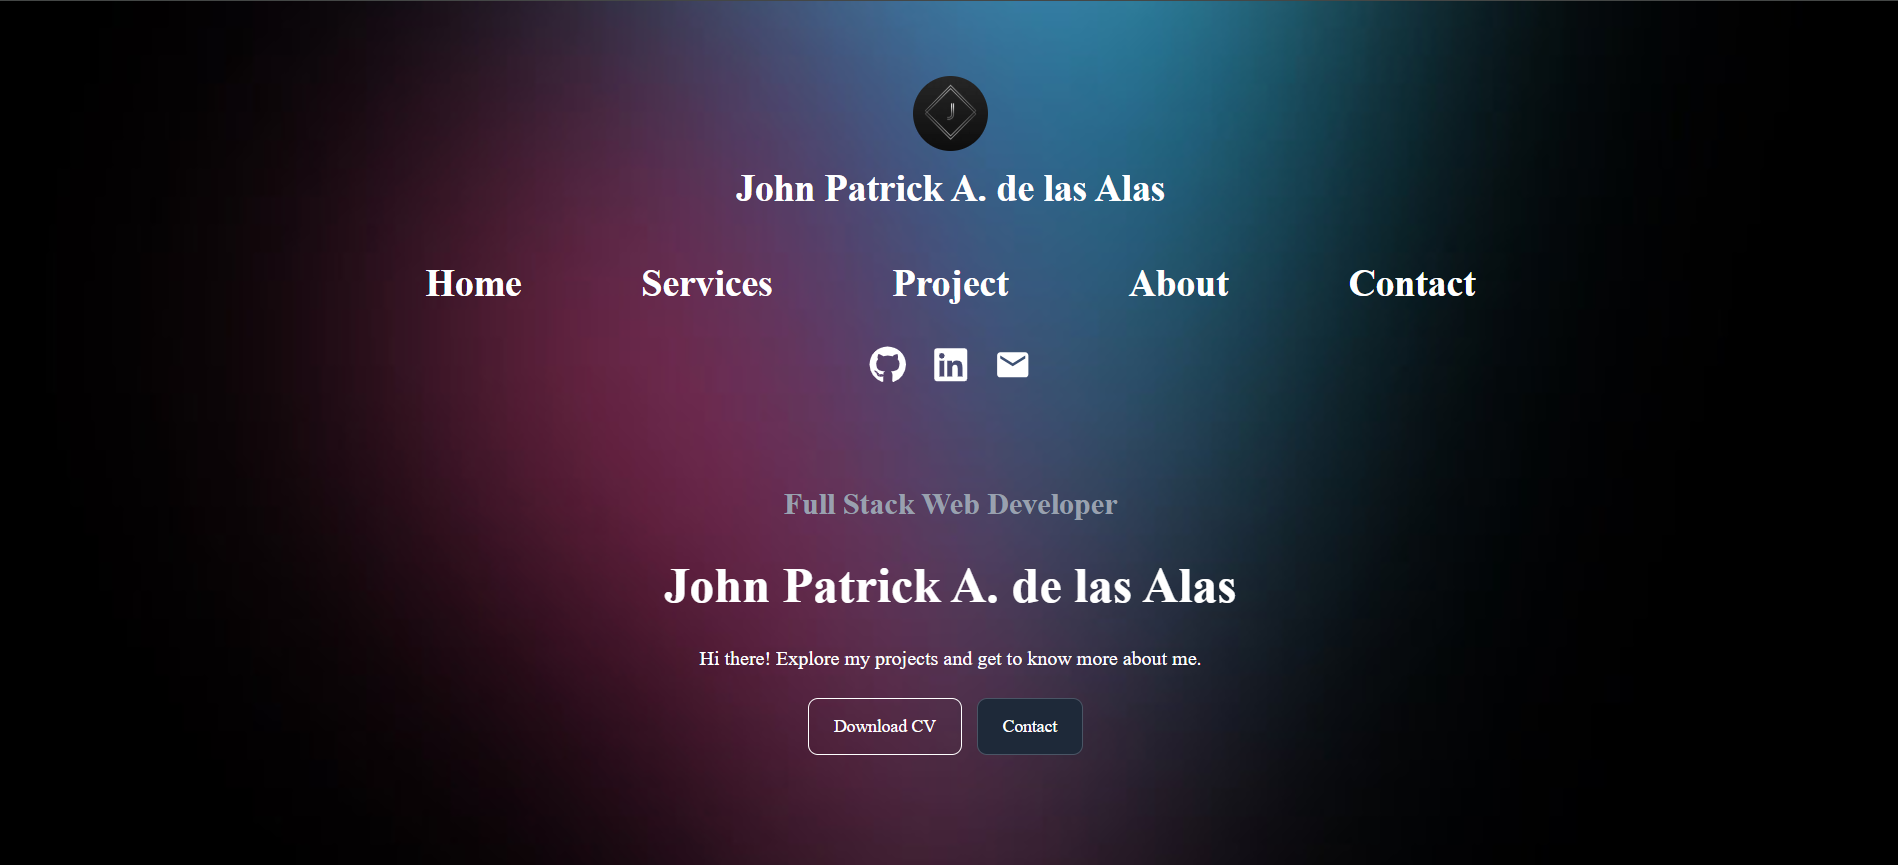 J
John Patrick A. de las Alas
Home Services Project About Contact
in
Full Stack Web Developer
John Patrick A. de las Alas
Hi there! Explore my projects and get to know more about me.
Download CV Contact